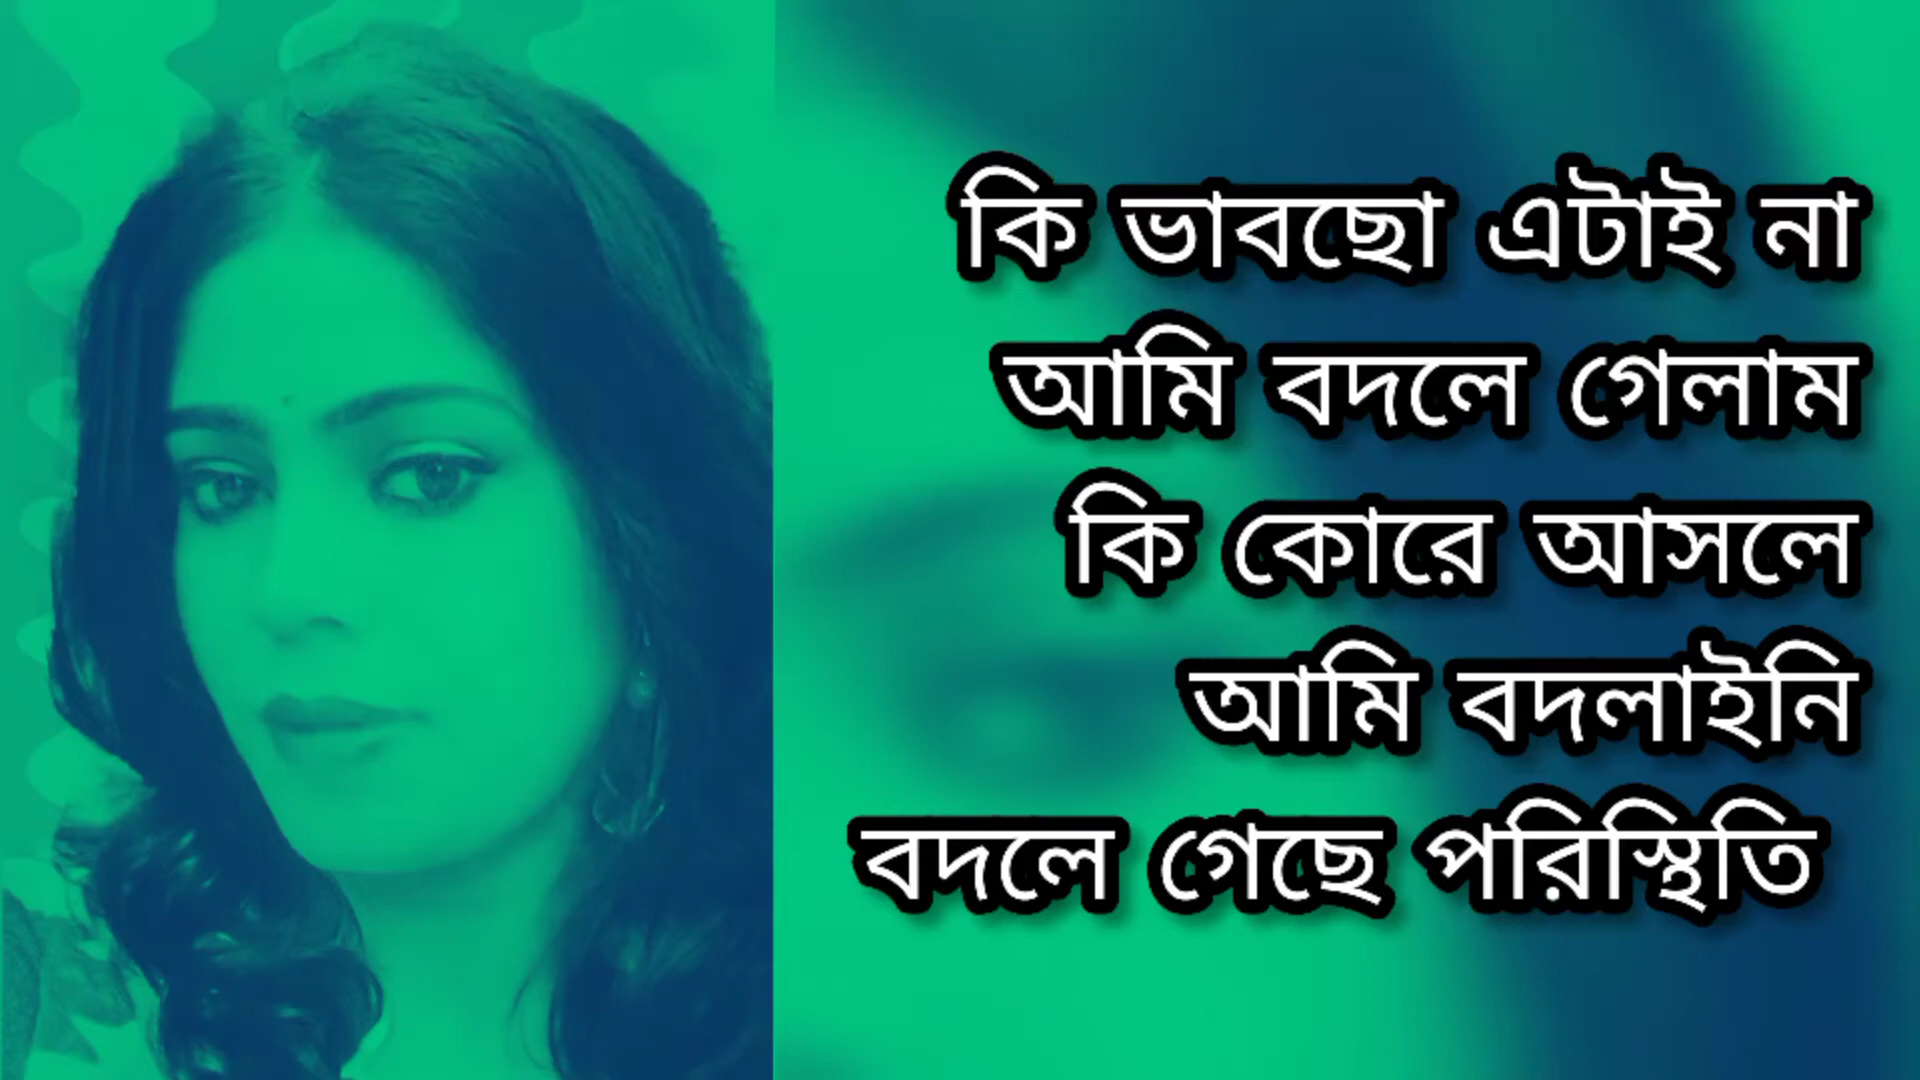 কি ভাবছো এটাই না
আমি বদলে গেলাম
কি কোরে আসলে
আমি বদলাইনি
বদলে গেছে পরিস্থিতি